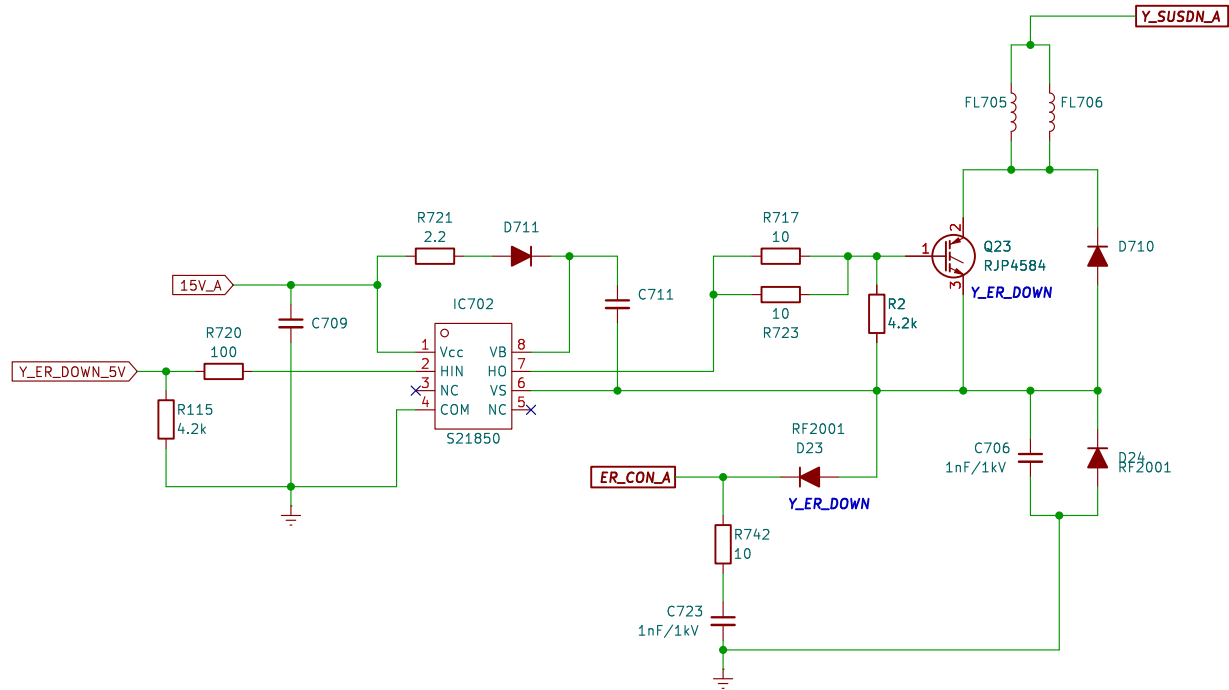 Y_SUSDN_A
FL705
FL706
R721
2.2
D711
R717
10
Q23
RJP4584
Y_ER_DOWN
1
2
3
D710
15V_A
C709
IC702
C711
10
R723
R2
4.2k
R720
100
Y_ER_DOWN_5V
R115
4.2k
1
Vcc
VB
8
2
HIN
HO
7
3
NC
VS
6
4
COM
NC
5
S21850
RF2001
D23
Y_ER_DOWN
ER_CON_A
C706
1nF/1kV
D24
RF2001
R742
10
C723
1nF/1kV